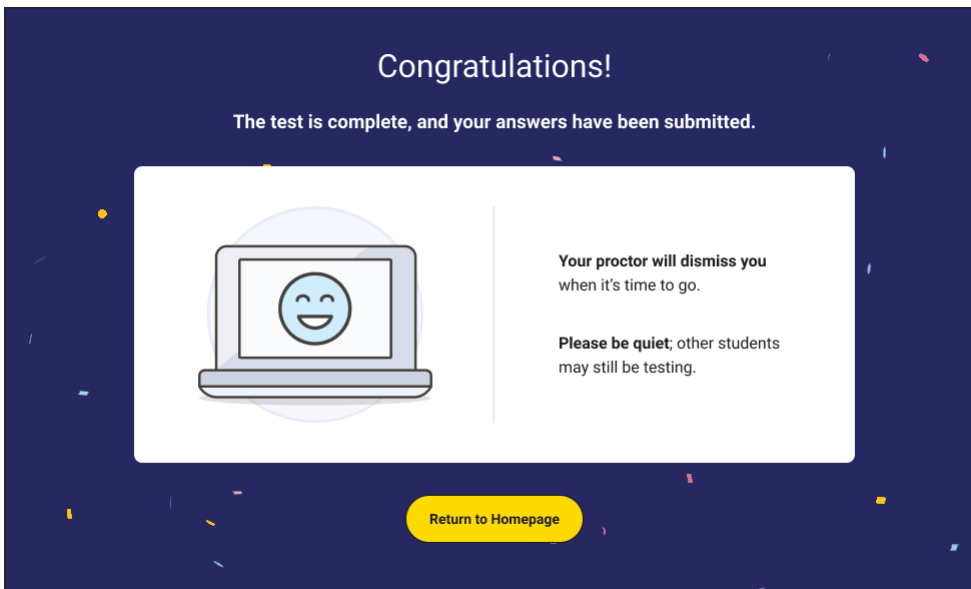 Congratulations!
The test is complete, and your answers have been submitted.
Your proctor will dismiss you
when it's time to go.
Please be quiet; other students
may still be testing.
Return to Homepage